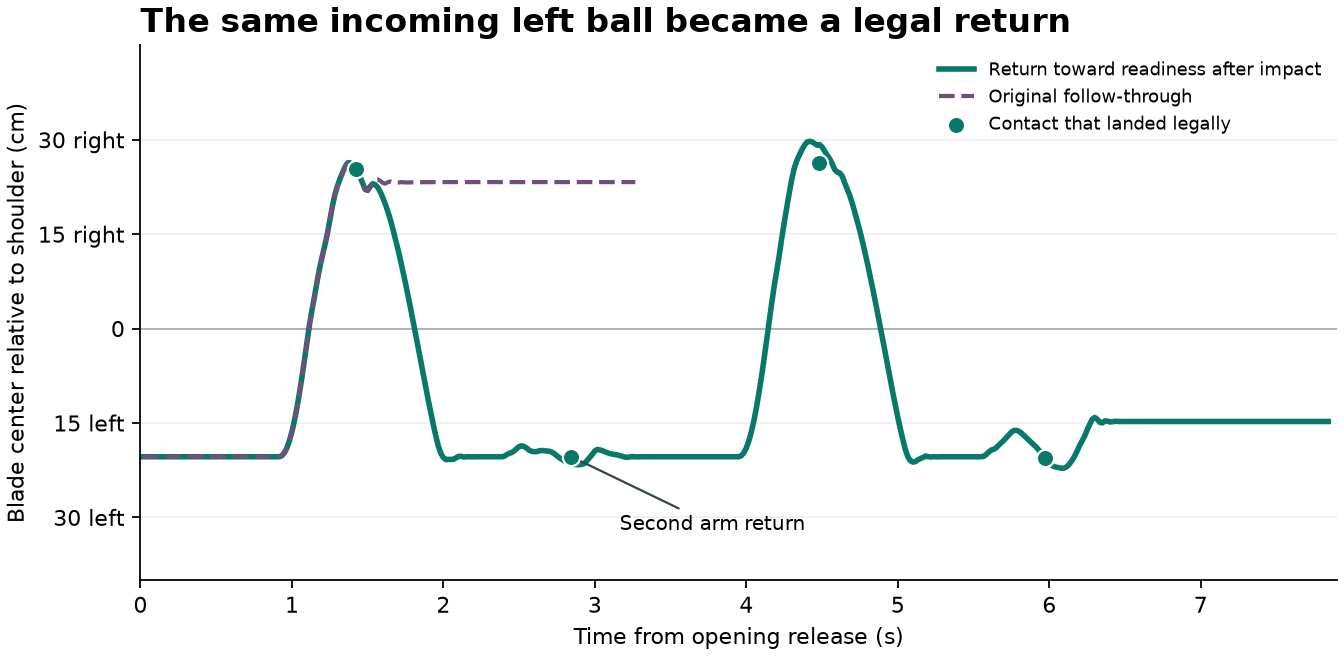 The same incoming left ball became a legal return
Return toward readiness after impact
Original follow-through
Contact that landed legally
Blade center relative to shoulder (cm)
30 right
15 right
0
15 left
30 left
Second arm return
0 1 2 3 4 5 6 7
Time from opening release (s)